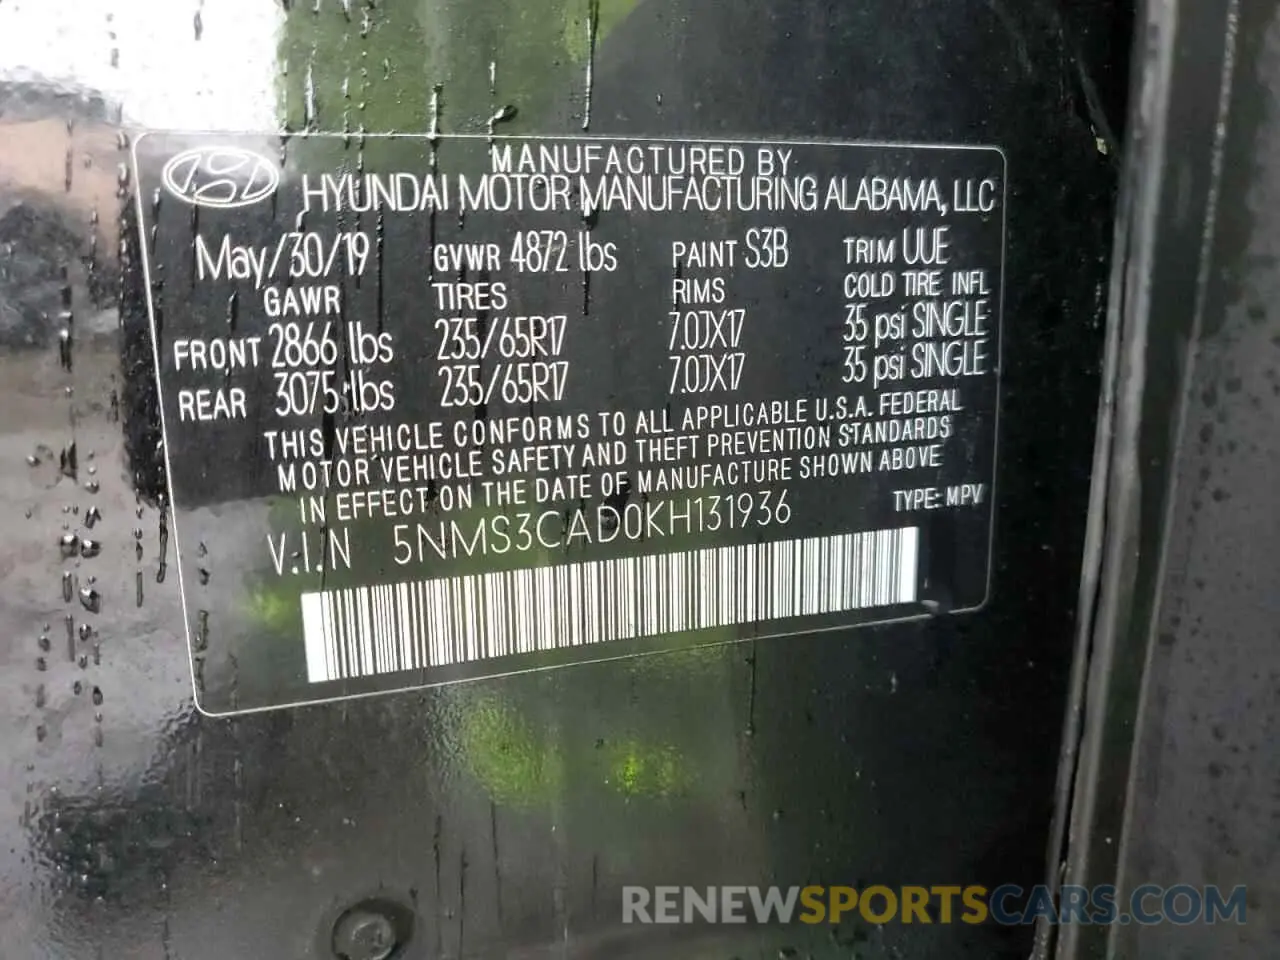 MANUFACTURED BY
HYUNDAI MOTOR MANUFACTURING ALABAMA, LLC
May/30/19 GVWR 4872 lbs PAINT S3B TRIM UUE
GAWR TIRES RIMS COLD TIRE INFL
FRONT 2866 lbs 235/65R17 7.0JX17 35 psi SINGLE
REAR 3075 lbs 235/65R17 7.0JX17 35 psi SINGLE
THIS VEHICLE CONFORMS TO ALL APPLICABLE U.S.A. FEDERAL
MOTOR VEHICLE SAFETY AND THEFT PREVENTION STANDARDS
IN EFFECT ON THE DATE OF MANUFACTURE SHOWN ABOVE
V.I.N 5NMS3CAD0KH131936 TYPE: MPV
RENEWSPORTSCARS.COM